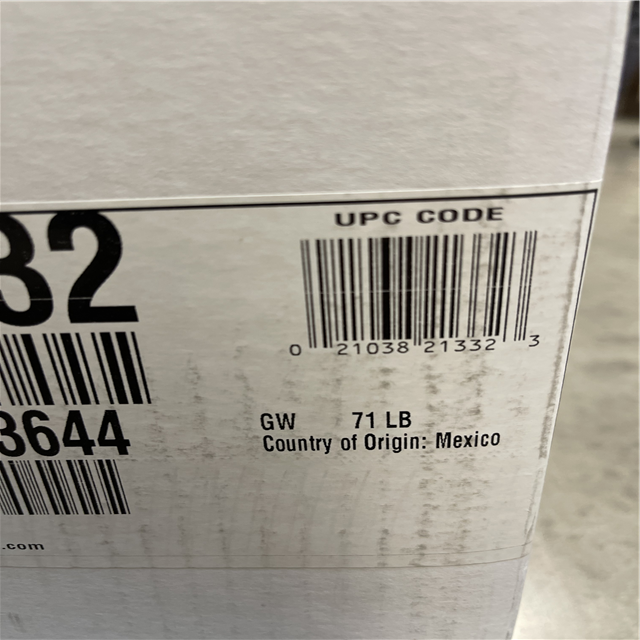 UPC CODE
32
0 21038 21332 3
3644
GW 71 LB
Country of Origin: Mexico
.com